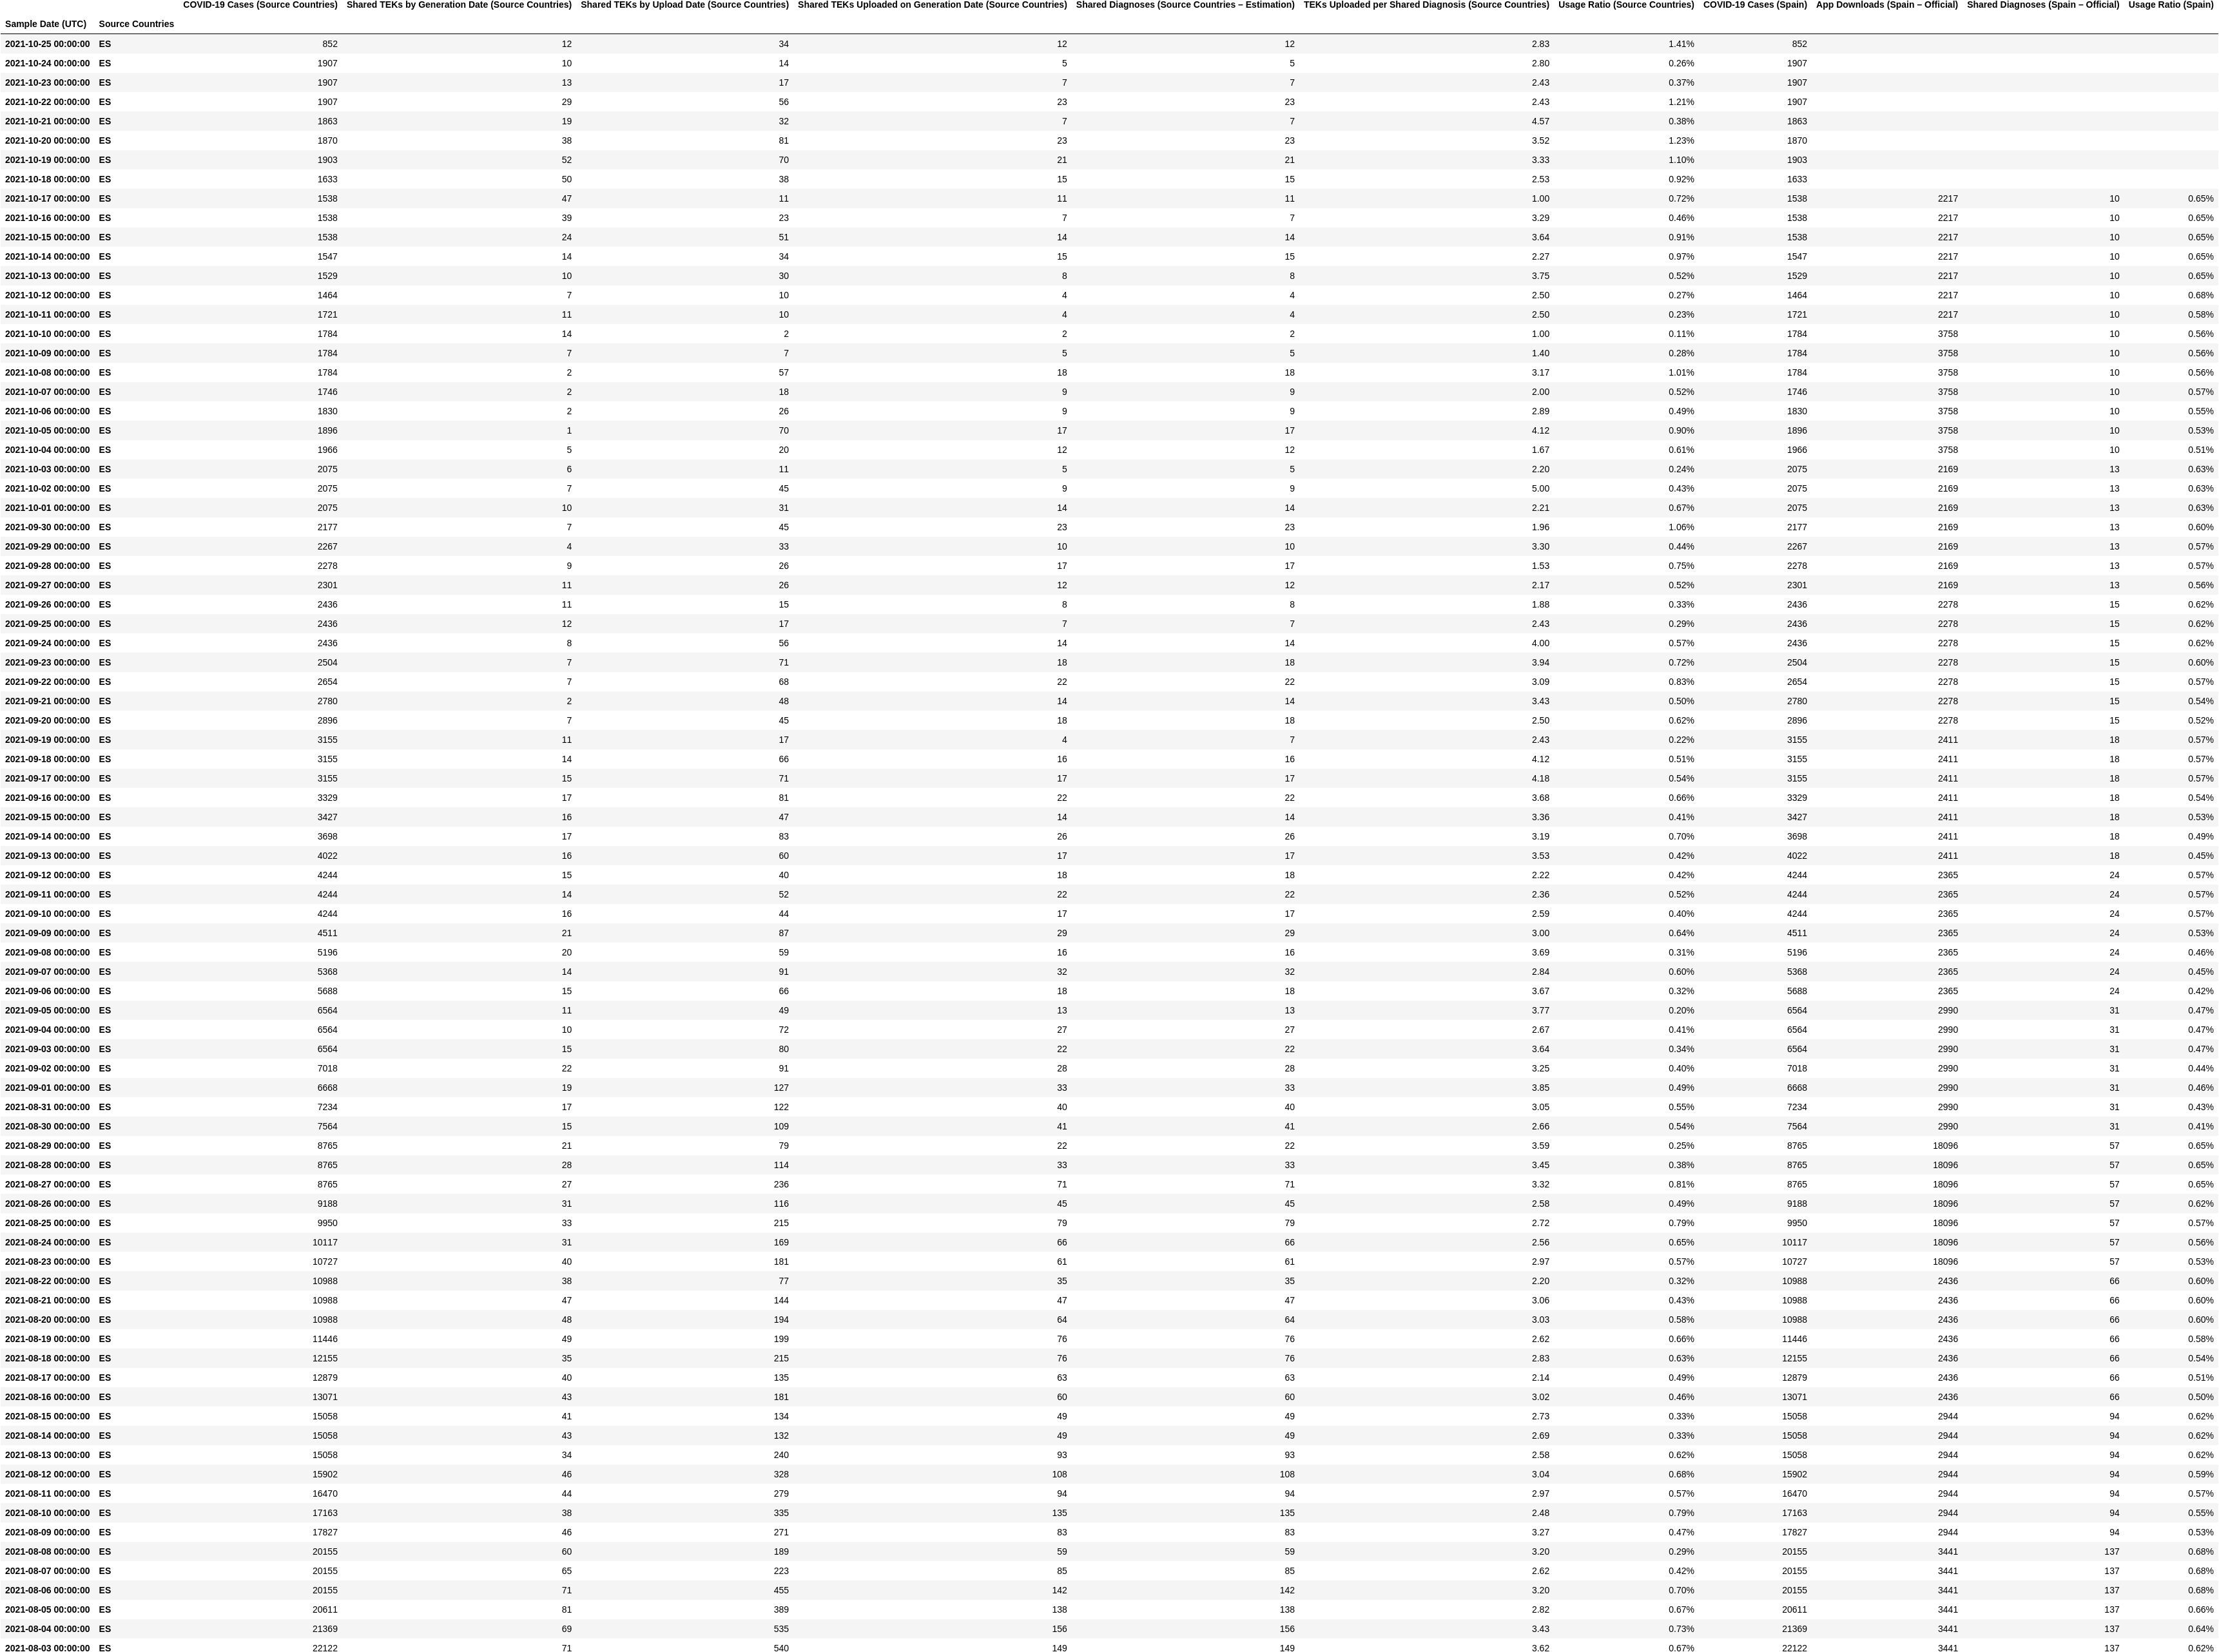 COVID-19 Cases (Source Countries) Shared TEKs by Generation Date (Source Countries) Shared TEKs by Upload Date (Source Countries) Shared TEKs Uploaded on Generation Date (Source Countries) Shared Diagnoses (Source Countries – Estimation) TEKs Uploaded per Shared Diagnosis (Source Countries) Usage Ratio (Source Countries) COVID-19 Cases (Spain) App Downloads (Spain – Official) Shared Diagnoses (Spain – Official) Usage Ratio (Spain)
Sample Date (UTC) Source Countries
2021-10-25 00:00:00 ES 852 12 34 12 12 2.83 1.41% 852
2021-10-24 00:00:00 ES 1907 10 14 5 5 2.80 0.26% 1907
2021-10-23 00:00:00 ES 1907 13 17 7 7 2.43 0.37% 1907
2021-10-22 00:00:00 ES 1907 29 56 23 23 2.43 1.21% 1907
2021-10-21 00:00:00 ES 1863 19 32 7 7 4.57 0.38% 1863
2021-10-20 00:00:00 ES 1870 38 81 23 23 3.52 1.23% 1870
2021-10-19 00:00:00 ES 1903 52 70 21 21 3.33 1.10% 1903
2021-10-18 00:00:00 ES 1633 50 38 15 15 2.53 0.92% 1633
2021-10-17 00:00:00 ES 1538 47 11 11 11 1.00 0.72% 1538 2217 10 0.65%
2021-10-16 00:00:00 ES 1538 39 23 7 7 3.29 0.46% 1538 2217 10 0.65%
2021-10-15 00:00:00 ES 1538 24 51 14 14 3.64 0.91% 1538 2217 10 0.65%
2021-10-14 00:00:00 ES 1547 14 34 15 15 2.27 0.97% 1547 2217 10 0.65%
2021-10-13 00:00:00 ES 1529 10 30 8 8 3.75 0.52% 1529 2217 10 0.65%
2021-10-12 00:00:00 ES 1464 7 10 4 4 2.50 0.27% 1464 2217 10 0.68%
2021-10-11 00:00:00 ES 1721 11 10 4 4 2.50 0.23% 1721 2217 10 0.58%
2021-10-10 00:00:00 ES 1784 14 2 2 2 1.00 0.11% 1784 3758 10 0.56%
2021-10-09 00:00:00 ES 1784 7 7 5 5 1.40 0.28% 1784 3758 10 0.56%
2021-10-08 00:00:00 ES 1784 2 57 18 18 3.17 1.01% 1784 3758 10 0.56%
2021-10-07 00:00:00 ES 1746 2 18 9 9 2.00 0.52% 1746 3758 10 0.57%
2021-10-06 00:00:00 ES 1830 2 26 9 9 2.89 0.49% 1830 3758 10 0.55%
2021-10-05 00:00:00 ES 1896 1 70 17 17 4.12 0.90% 1896 3758 10 0.53%
2021-10-04 00:00:00 ES 1966 5 20 12 12 1.67 0.61% 1966 3758 10 0.51%
2021-10-03 00:00:00 ES 2075 6 11 5 5 2.20 0.24% 2075 2169 13 0.63%
2021-10-02 00:00:00 ES 2075 7 45 9 9 5.00 0.43% 2075 2169 13 0.63%
2021-10-01 00:00:00 ES 2075 10 31 14 14 2.21 0.67% 2075 2169 13 0.63%
2021-09-30 00:00:00 ES 2177 7 45 23 23 1.96 1.06% 2177 2169 13 0.60%
2021-09-29 00:00:00 ES 2267 4 33 10 10 3.30 0.44% 2267 2169 13 0.57%
2021-09-28 00:00:00 ES 2278 9 26 17 17 1.53 0.75% 2278 2169 13 0.57%
2021-09-27 00:00:00 ES 2301 11 26 12 12 2.17 0.52% 2301 2169 13 0.56%
2021-09-26 00:00:00 ES 2436 11 15 8 8 1.88 0.33% 2436 2278 15 0.62%
2021-09-25 00:00:00 ES 2436 12 17 7 7 2.43 0.29% 2436 2278 15 0.62%
2021-09-24 00:00:00 ES 2436 8 56 14 14 4.00 0.57% 2436 2278 15 0.62%
2021-09-23 00:00:00 ES 2504 7 71 18 18 3.94 0.72% 2504 2278 15 0.60%
2021-09-22 00:00:00 ES 2654 7 68 22 22 3.09 0.83% 2654 2278 15 0.57%
2021-09-21 00:00:00 ES 2780 2 48 14 14 3.43 0.50% 2780 2278 15 0.54%
2021-09-20 00:00:00 ES 2896 7 45 18 18 2.50 0.62% 2896 2278 15 0.52%
2021-09-19 00:00:00 ES 3155 11 17 4 7 2.43 0.22% 3155 2411 18 0.57%
2021-09-18 00:00:00 ES 3155 14 66 16 16 4.12 0.51% 3155 2411 18 0.57%
2021-09-17 00:00:00 ES 3155 15 71 17 17 4.18 0.54% 3155 2411 18 0.57%
2021-09-16 00:00:00 ES 3329 17 81 22 22 3.68 0.66% 3329 2411 18 0.54%
2021-09-15 00:00:00 ES 3427 16 47 14 14 3.36 0.41% 3427 2411 18 0.53%
2021-09-14 00:00:00 ES 3698 17 83 26 26 3.19 0.70% 3698 2411 18 0.49%
2021-09-13 00:00:00 ES 4022 16 60 17 17 3.53 0.42% 4022 2411 18 0.45%
2021-09-12 00:00:00 ES 4244 15 40 18 18 2.22 0.42% 4244 2365 24 0.57%
2021-09-11 00:00:00 ES 4244 14 52 22 22 2.36 0.52% 4244 2365 24 0.57%
2021-09-10 00:00:00 ES 4244 16 44 17 17 2.59 0.40% 4244 2365 24 0.57%
2021-09-09 00:00:00 ES 4511 21 87 29 29 3.00 0.64% 4511 2365 24 0.53%
2021-09-08 00:00:00 ES 5196 20 59 16 16 3.69 0.31% 5196 2365 24 0.46%
2021-09-07 00:00:00 ES 5368 14 91 32 32 2.84 0.60% 5368 2365 24 0.45%
2021-09-06 00:00:00 ES 5688 15 66 18 18 3.67 0.32% 5688 2365 24 0.42%
2021-09-05 00:00:00 ES 6564 11 49 13 13 3.77 0.20% 6564 2990 31 0.47%
2021-09-04 00:00:00 ES 6564 10 72 27 27 2.67 0.41% 6564 2990 31 0.47%
2021-09-03 00:00:00 ES 6564 15 80 22 22 3.64 0.34% 6564 2990 31 0.47%
2021-09-02 00:00:00 ES 7018 22 91 28 28 3.25 0.40% 7018 2990 31 0.44%
2021-09-01 00:00:00 ES 6668 19 127 33 33 3.85 0.49% 6668 2990 31 0.46%
2021-08-31 00:00:00 ES 7234 17 122 40 40 3.05 0.55% 7234 2990 31 0.43%
2021-08-30 00:00:00 ES 7564 15 109 41 41 2.66 0.54% 7564 2990 31 0.41%
2021-08-29 00:00:00 ES 8765 21 79 22 22 3.59 0.25% 8765 18096 57 0.65%
2021-08-28 00:00:00 ES 8765 28 114 33 33 3.45 0.38% 8765 18096 57 0.65%
2021-08-27 00:00:00 ES 8765 27 236 71 71 3.32 0.81% 8765 18096 57 0.65%
2021-08-26 00:00:00 ES 9188 31 116 45 45 2.58 0.49% 9188 18096 57 0.62%
2021-08-25 00:00:00 ES 9950 33 215 79 79 2.72 0.79% 9950 18096 57 0.57%
2021-08-24 00:00:00 ES 10117 31 169 66 66 2.56 0.65% 10117 18096 57 0.56%
2021-08-23 00:00:00 ES 10727 40 181 61 61 2.97 0.57% 10727 18096 57 0.53%
2021-08-22 00:00:00 ES 10988 38 77 35 35 2.20 0.32% 10988 2436 66 0.60%
2021-08-21 00:00:00 ES 10988 47 144 47 47 3.06 0.43% 10988 2436 66 0.60%
2021-08-20 00:00:00 ES 10988 48 194 64 64 3.03 0.58% 10988 2436 66 0.60%
2021-08-19 00:00:00 ES 11446 49 199 76 76 2.62 0.66% 11446 2436 66 0.58%
2021-08-18 00:00:00 ES 12155 35 215 76 76 2.83 0.63% 12155 2436 66 0.54%
2021-08-17 00:00:00 ES 12879 40 135 63 63 2.14 0.49% 12879 2436 66 0.51%
2021-08-16 00:00:00 ES 13071 43 181 60 60 3.02 0.46% 13071 2436 66 0.50%
2021-08-15 00:00:00 ES 15058 41 134 49 49 2.73 0.33% 15058 2944 94 0.62%
2021-08-14 00:00:00 ES 15058 43 132 49 49 2.69 0.33% 15058 2944 94 0.62%
2021-08-13 00:00:00 ES 15058 34 240 93 93 2.58 0.62% 15058 2944 94 0.62%
2021-08-12 00:00:00 ES 15902 46 328 108 108 3.04 0.68% 15902 2944 94 0.59%
2021-08-11 00:00:00 ES 16470 44 279 94 94 2.97 0.57% 16470 2944 94 0.57%
2021-08-10 00:00:00 ES 17163 38 335 135 135 2.48 0.79% 17163 2944 94 0.55%
2021-08-09 00:00:00 ES 17827 46 271 83 83 3.27 0.47% 17827 2944 94 0.53%
2021-08-08 00:00:00 ES 20155 60 189 59 59 3.20 0.29% 20155 3441 137 0.68%
2021-08-07 00:00:00 ES 20155 65 223 85 85 2.62 0.42% 20155 3441 137 0.68%
2021-08-06 00:00:00 ES 20155 71 455 142 142 3.20 0.70% 20155 3441 137 0.68%
2021-08-05 00:00:00 ES 20611 81 389 138 138 2.82 0.67% 20611 3441 137 0.66%
2021-08-04 00:00:00 ES 21369 69 535 156 156 3.43 0.73% 21369 3441 137 0.64%
2021-08-03 00:00:00 ES 22122 71 540 149 149 3.62 0.67% 22122 3441 137 0.62%